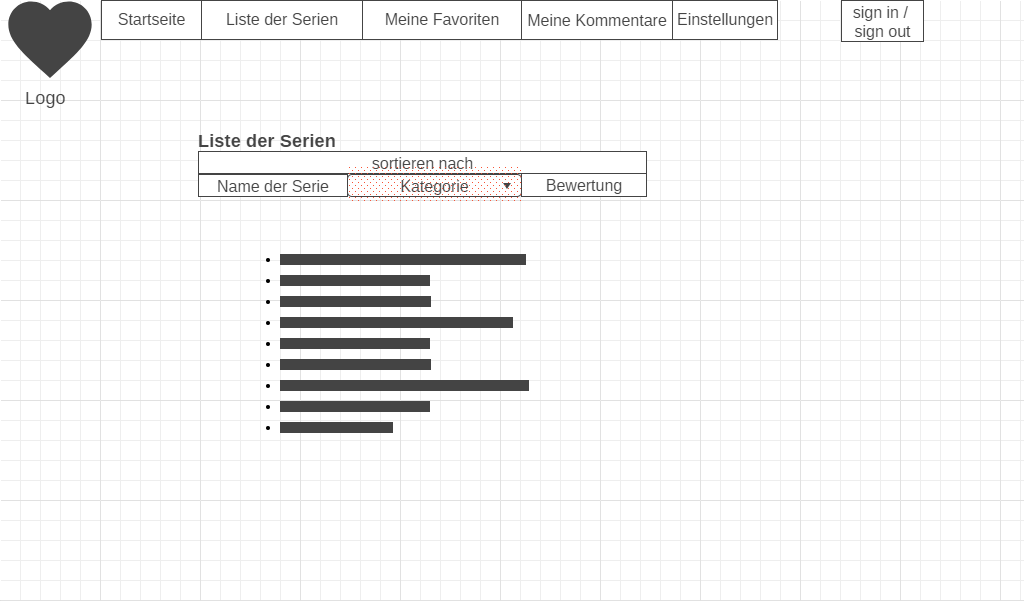 Startseite
Liste der Serien
Meine Favoriten
Meine Kommentare
Einstellungen
sign in /
sign out
Logo
Liste der Serien
sortieren nach
Name der Serie
Kategorie
Bewertung